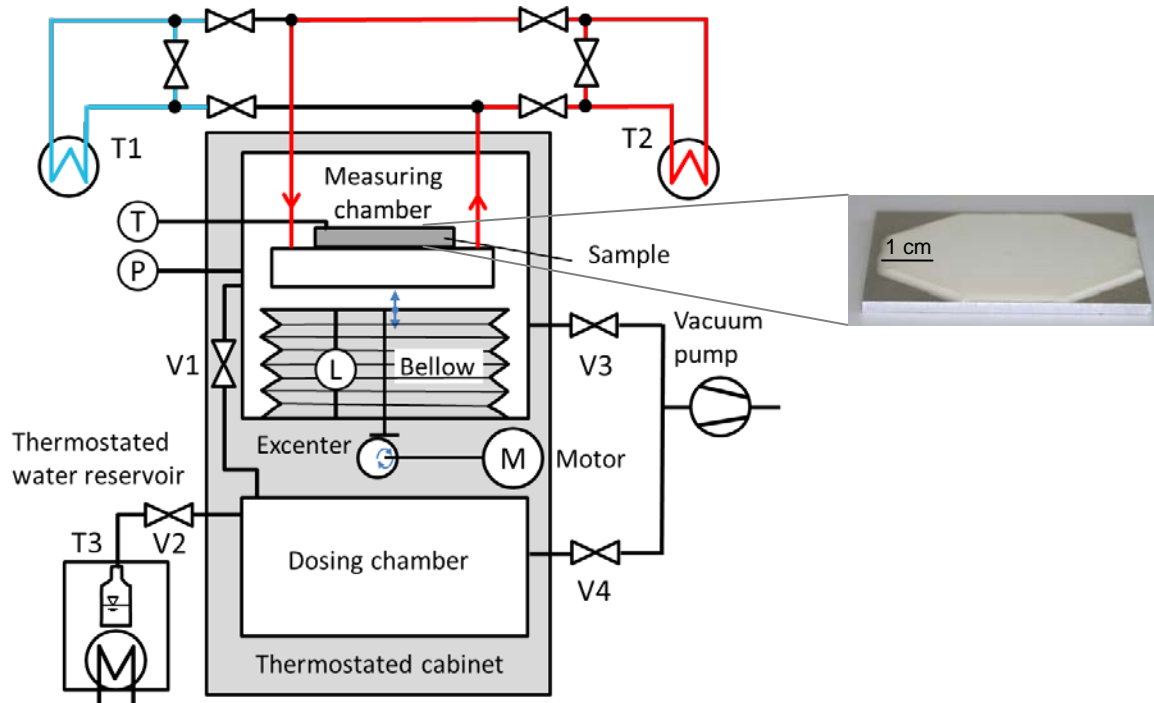 T1
T2
Measuring
chamber
T
Sample
1 cm
P
Vacuum
pump
V1
V3
L
Bellow
Thermostated
water reservoir
Excenter
M
Motor
T3
V2
Dosing chamber
V4
Thermostated cabinet